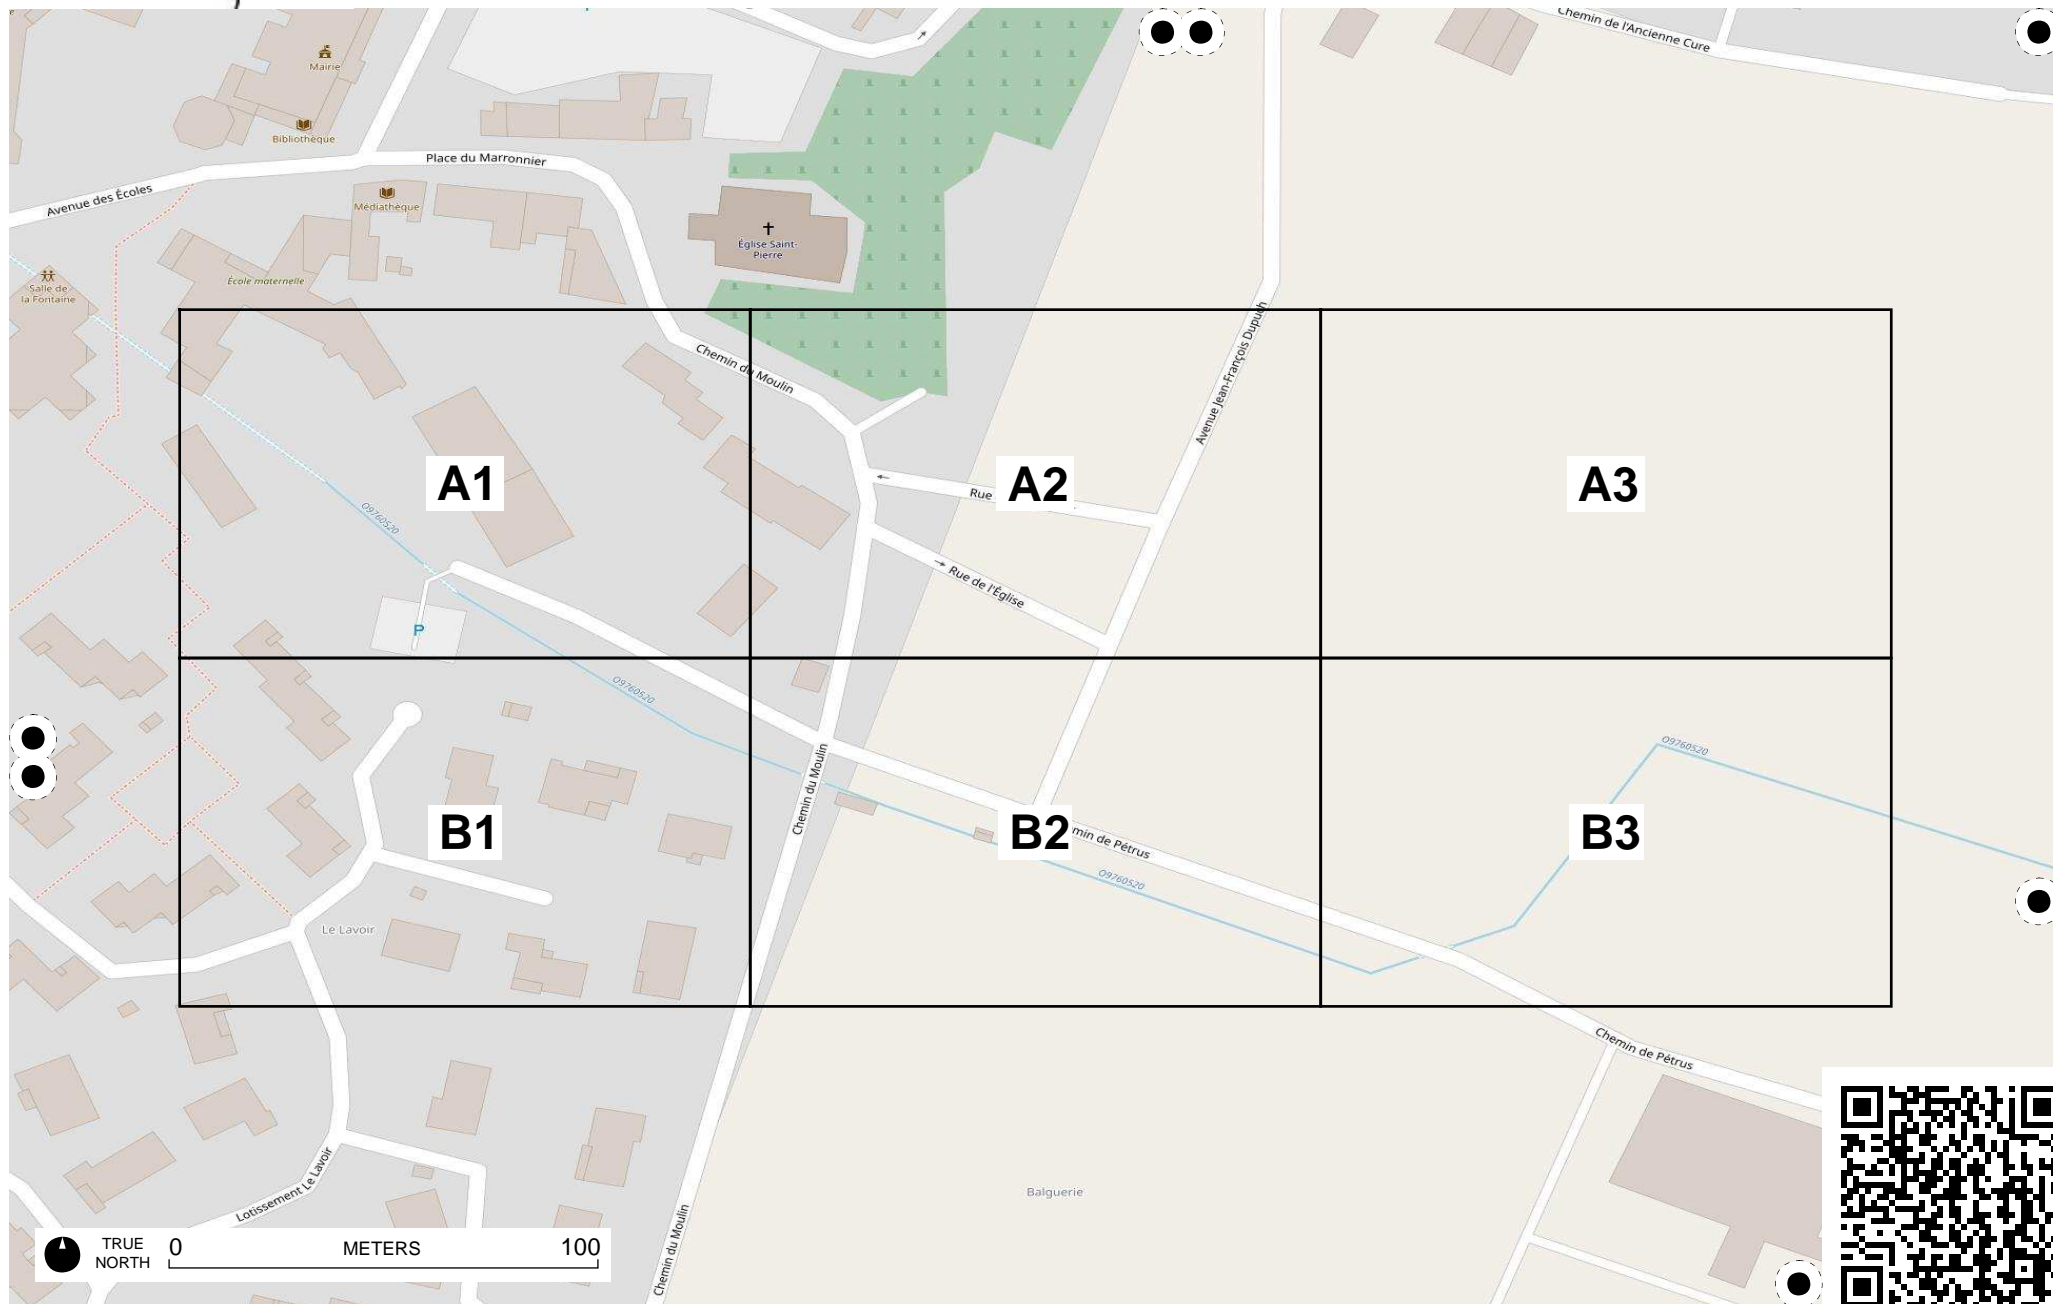 Chemin de l'Ancienne Cure
Mairie
Bibliothèque
Place du Marronnier
Avenue des Écoles
Médiathèque
Église Saint-
Pierre
Salle de
la Fontaine
École maternelle
Avenue Jean-François Dupuch
Chemin du Moulin
A1
A2
A3
Rue
O9760520
Rue de l'Église
P
O9760520
O9760520
Chemin du Moulin
B1
B2
B3
min de Pétrus
O9760520
Le Lavoir
Chemin de Pétrus
Lotissement Le Lavoir
Balguerie
Chemin du Moulin
TRUE
NORTH
0 METERS 100